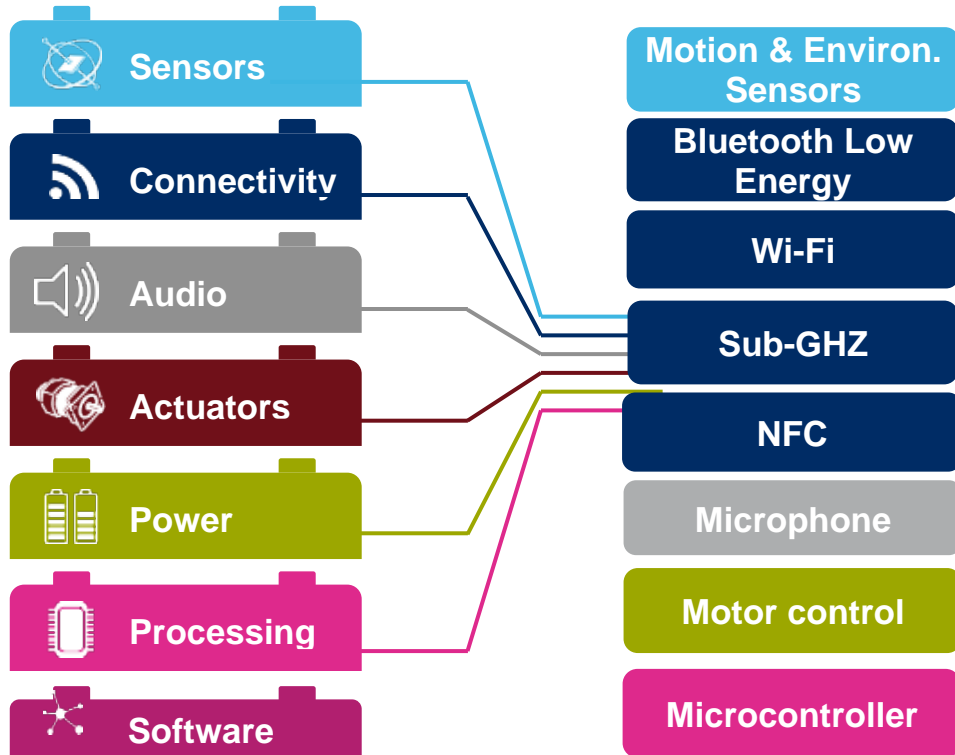 Sensors
Connectivity
Audio
Actuators
Power
Processing
Software
Motion & Environ.
Sensors
Bluetooth Low
Energy
Wi-Fi
Sub-GHZ
NFC
Microphone
Motor control
Microcontroller